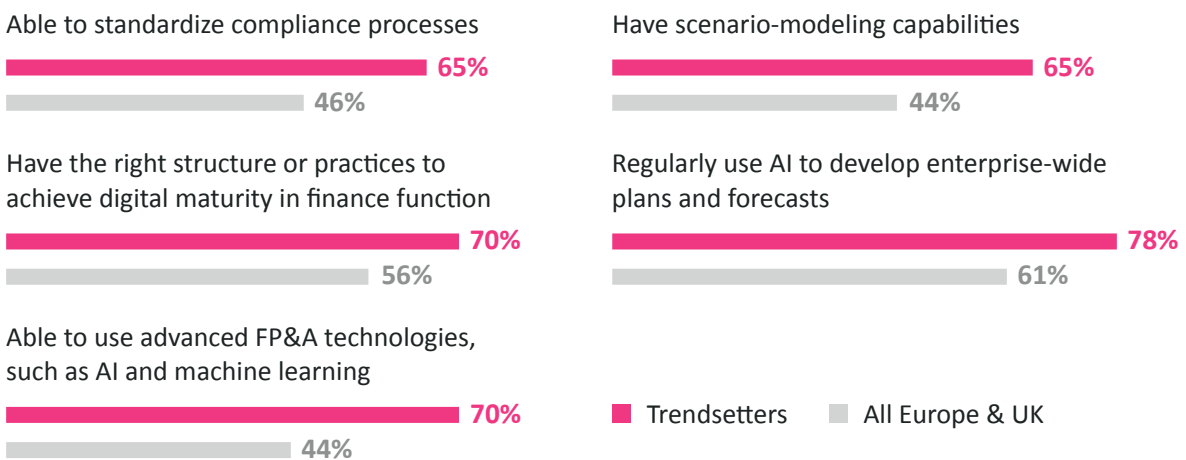 Able to standardize compliance processes
65%
46%
Have the right structure or practices to
achieve digital maturity in finance function
70%
56%
Able to use advanced FP&A technologies,
such as AI and machine learning
70%
44%
Have scenario-modeling capabilities
65%
44%
Regularly use AI to develop enterprise-wide
plans and forecasts
78%
61%
Trendsetters
All Europe & UK